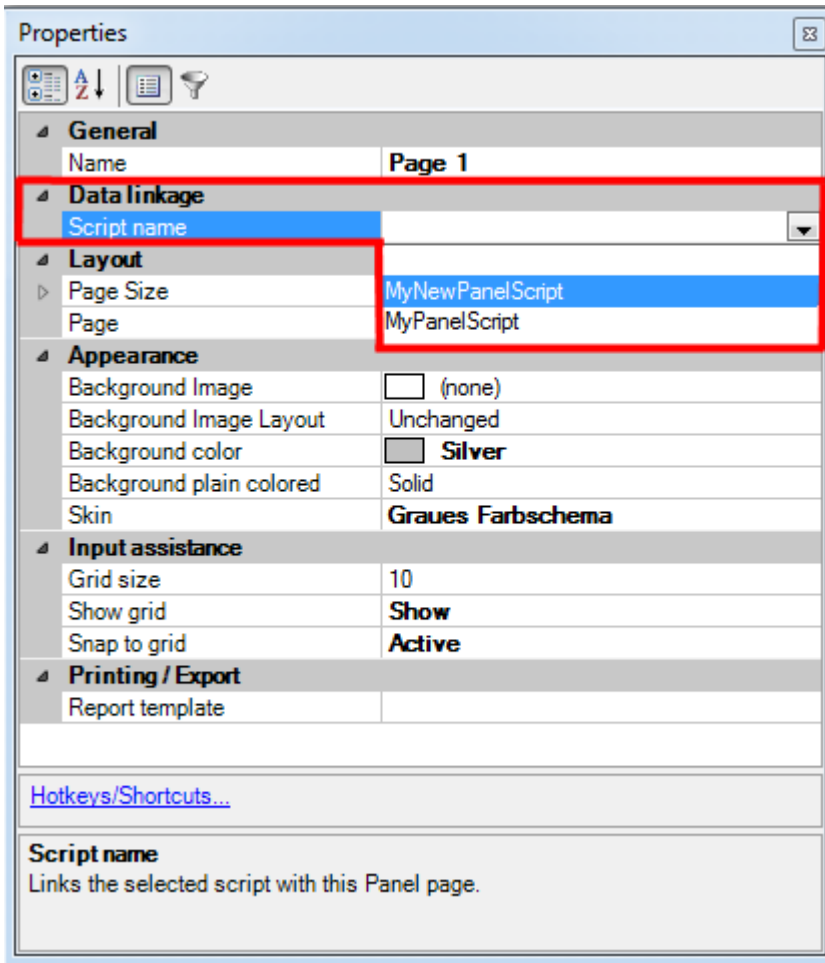 Properties
General
Name Page 1
Data linkage
Script name
Layout
Page Size MyNewPanelScript
Page MyPanelScript
Appearance
Background Image (none)
Background Image Layout Unchanged
Background color Silver
Background plain colored Solid
Skin Graues Farbschema
Input assistance
Grid size 10
Show grid Show
Snap to grid Active
Printing / Export
Report template
Hotkeys/Shortcuts...
Script name
Links the selected script with this Panel page.